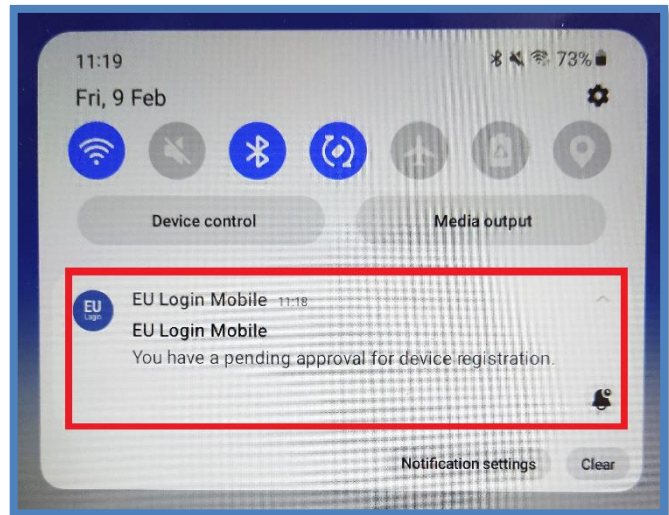 11:19
73%
Fri, 9 Feb
Device control
Media output
EU Login
EU Login Mobile 11:18
EU Login Mobile
You have a pending approval for device registration.
Notification settings
Clear